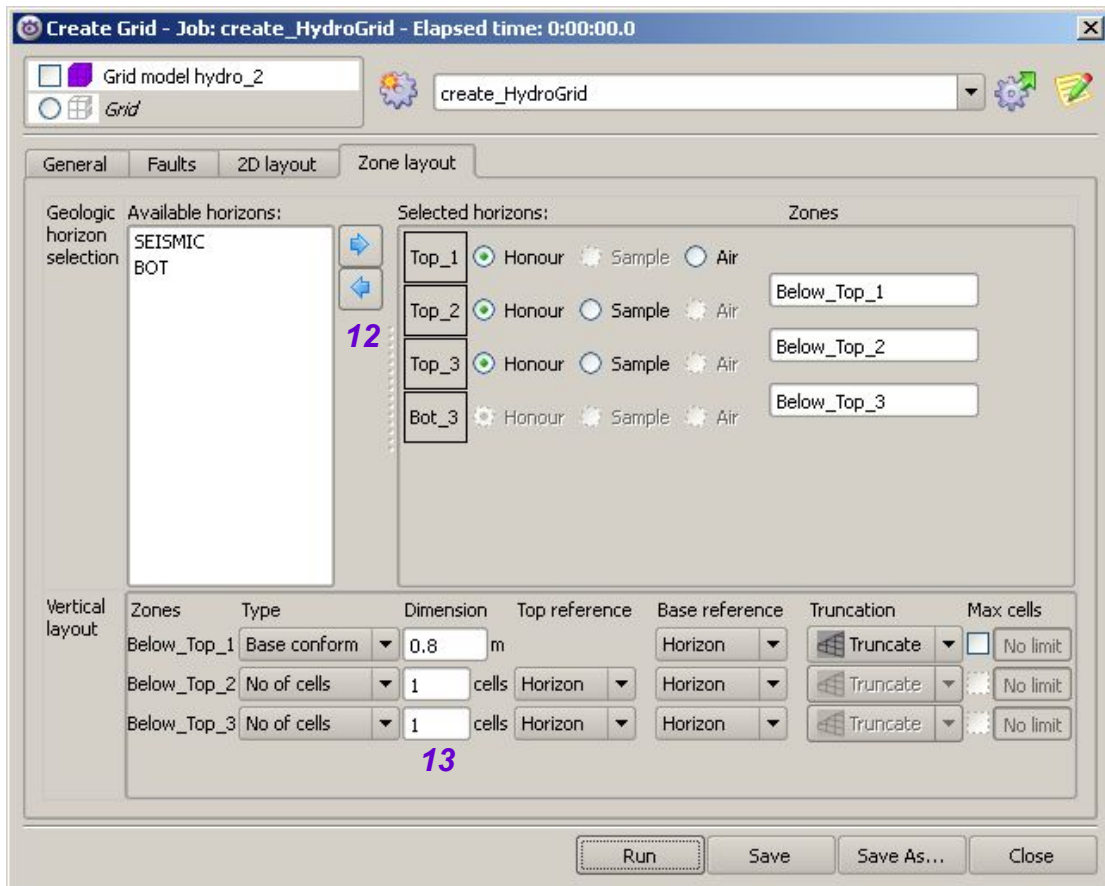 Create Grid - Job: create_HydroGrid - Elapsed time: 0:00:00.0
Grid model hydro_2
Grid
create_HydroGrid
General Faults 2D layout Zone layout
Geologic horizon selection
Available horizons:
SEISMIC
BOT
12
Selected horizons: Zones
Top_1 Honour Sample Air
Below_Top_1
Top_2 Honour Sample Air
Below_Top_2
Top_3 Honour Sample Air
Below_Top_3
Bot_3 Honour Sample Air
Vertical layout
Zones Type Dimension Top reference Base reference Truncation Max cells
Below_Top_1 Base conform 0.8 m Horizon Truncate No limit
Below_Top_2 No of cells 1 cells Horizon Horizon Truncate No limit
Below_Top_3 No of cells 1 cells Horizon Horizon Truncate No limit
13
Run Save Save As... Close